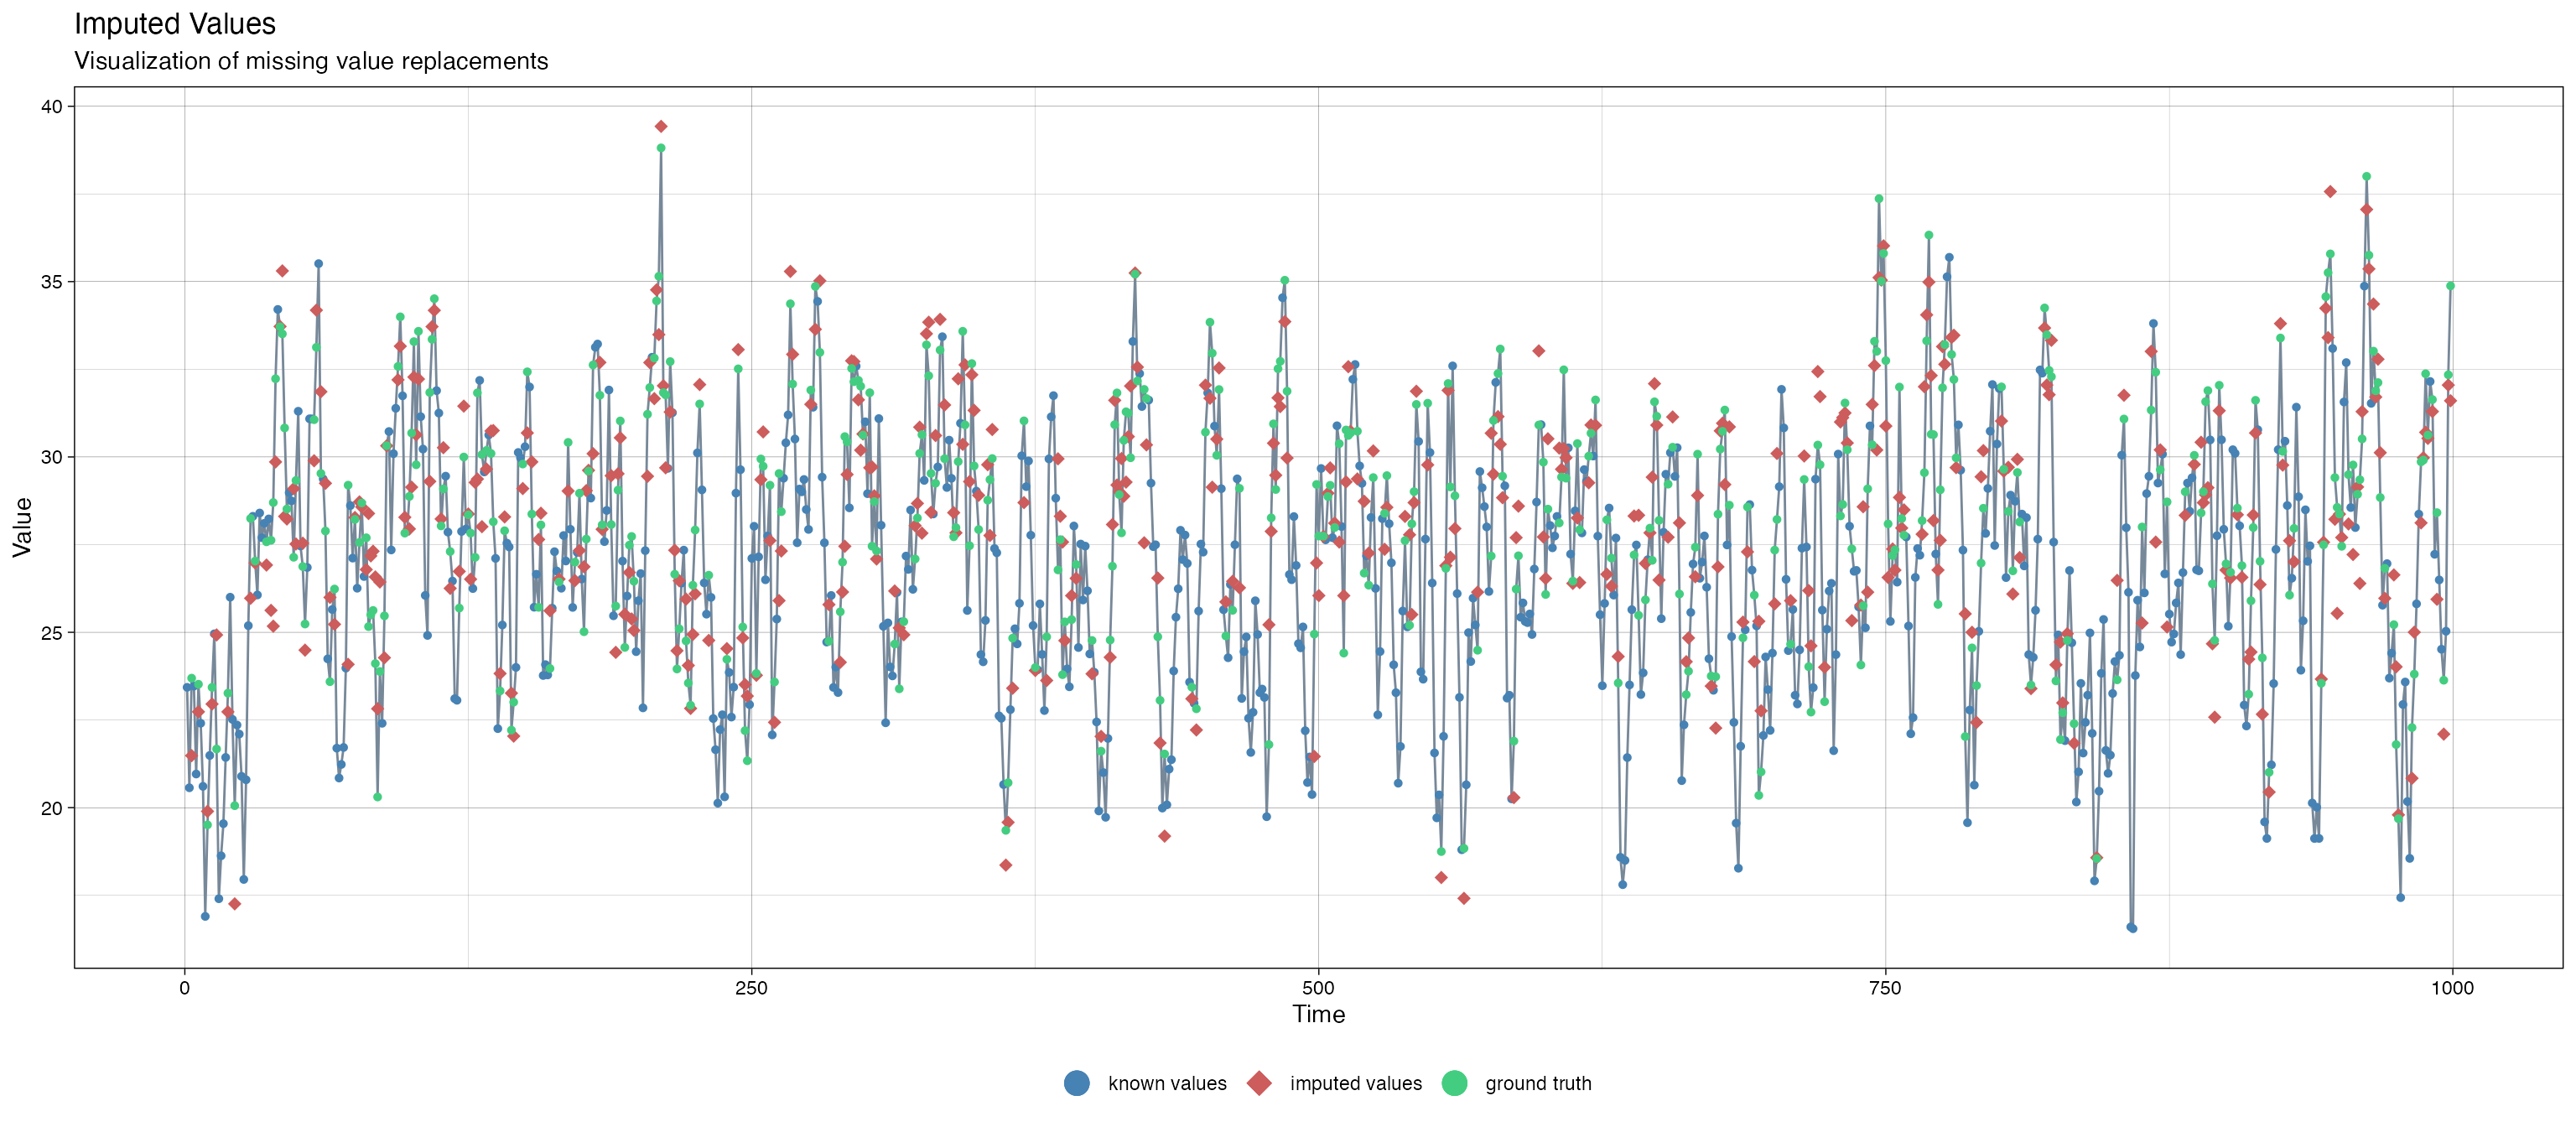 Imputed Values
Visualization of missing value replacements
40
35
30
25
20
Value
0 250 500 750 1000
Time
known values imputed values ground truth